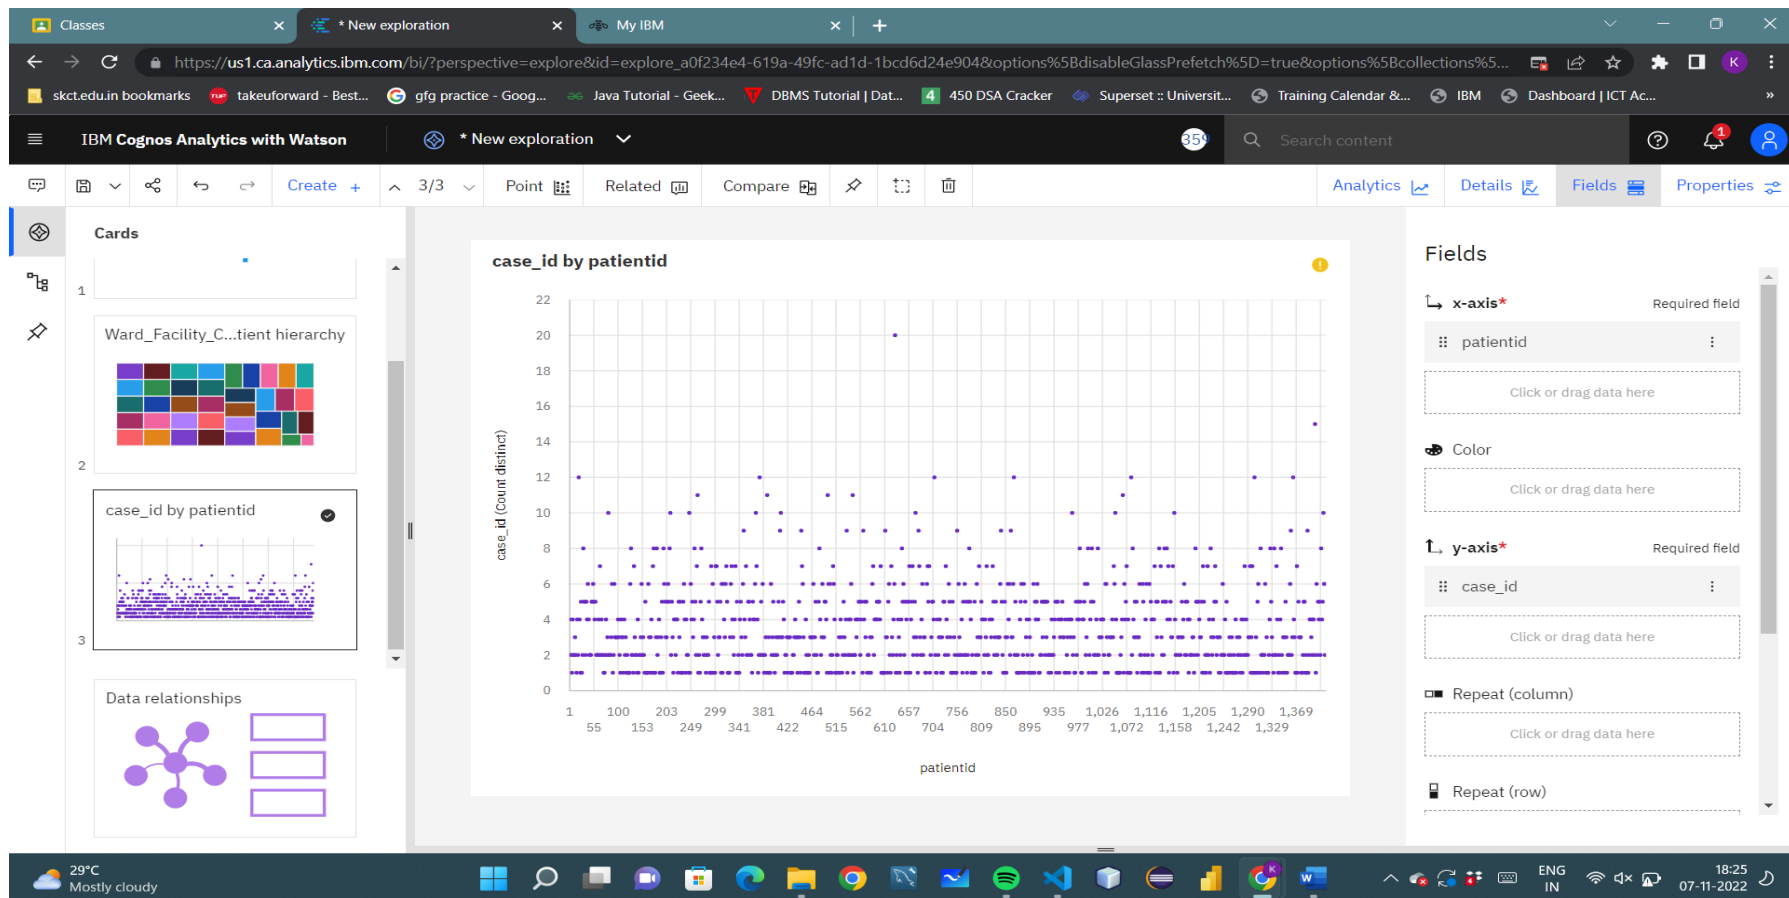 Classes
* New exploration
My IBM
https://us1.ca.analytics.ibm.com/bi/?perspective=explore&id=explore_a0f234e4-619a-49fc-ad1d-1bcd6d24e904&options%5BdisableGlassPrefetch%5D=true&options%5Bcollections%5...
K
skct.edu.in bookmarks
takeuforward - Best...
gfg practice - Goog...
Java Tutorial - Geek...
DBMS Tutorial | Dat...
4 450 DSA Cracker
Superset :: Universit...
Training Calendar &...
IBM
Dashboard | ICT Ac...
»
IBM Cognos Analytics with Watson
* New exploration
359
Search content
1
Create +
3/3
Point
Related
Compare
Analytics
Details
Fields
Properties
Cards
1
Ward_Facility_C...tient hierarchy
2
case_id by patientid
3
Data relationships
case_id by patientid
22
20
18
16
14
12
10
8
6
4
2
0
case_id (Count distinct)
1 100 203 299 381 464 562 657 756 850 935 1,026 1,116 1,205 1,290 1,369
55 153 249 341 422 515 610 704 809 895 977 1,072 1,158 1,242 1,329
patientid
Fields
x-axis* Required field
patientid
Click or drag data here
Color
Click or drag data here
y-axis* Required field
case_id
Click or drag data here
Repeat (column)
Click or drag data here
Repeat (row)
29°C
Mostly cloudy
K
ENG
IN
18:25
07-11-2022